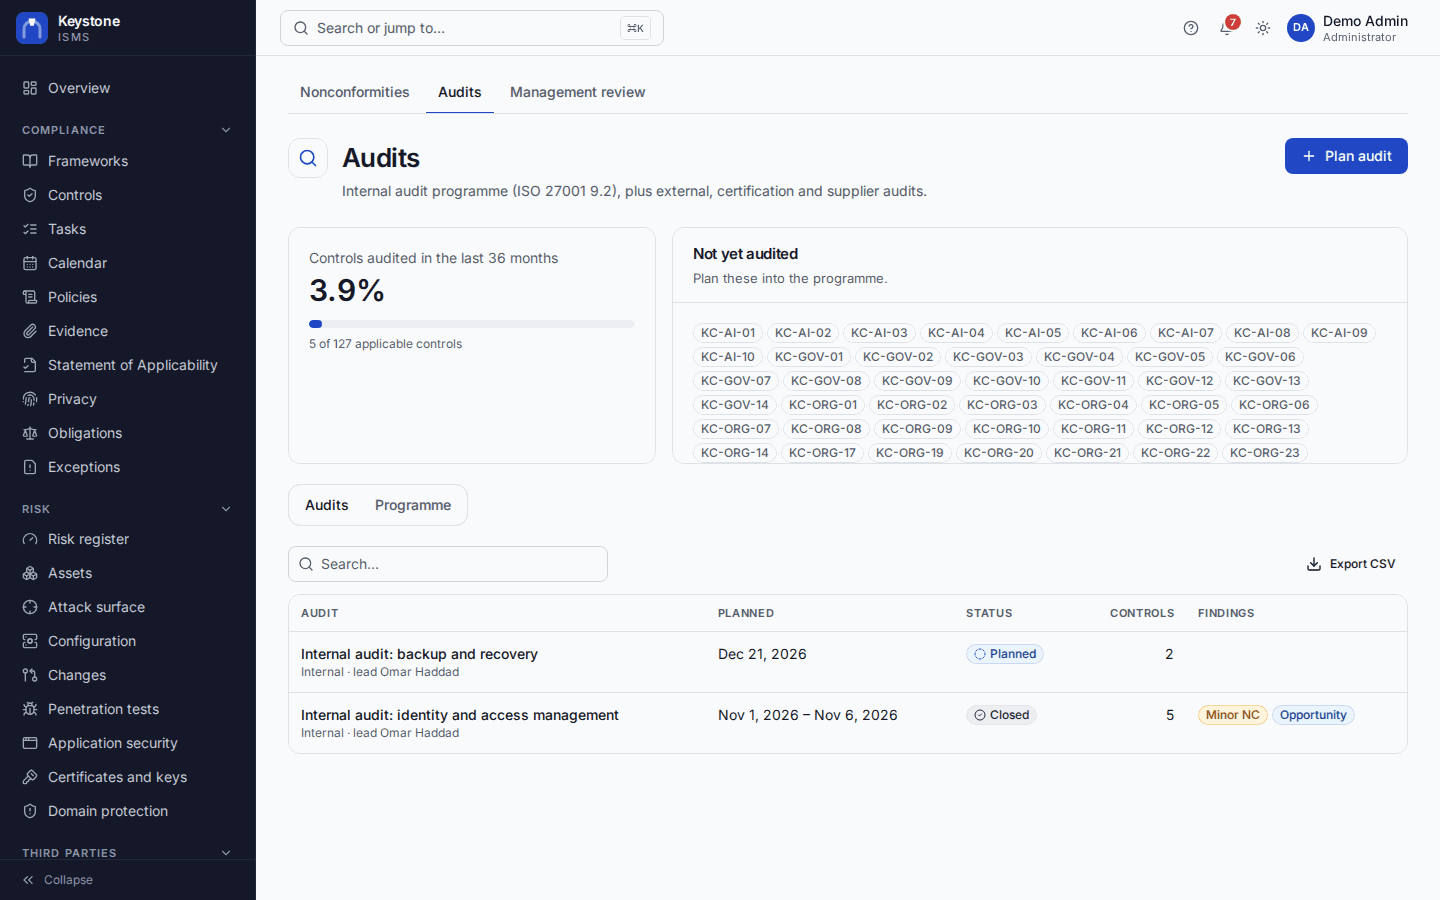 Keystone
ISMS
Search or jump to...
⌘K
7
DA
Demo Admin
Administrator
Overview
COMPLIANCE
Frameworks
Controls
Tasks
Calendar
Policies
Evidence
Statement of Applicability
Privacy
Obligations
Exceptions
RISK
Risk register
Assets
Attack surface
Configuration
Changes
Penetration tests
Application security
Certificates and keys
Domain protection
THIRD PARTIES
Collapse
Nonconformities Audits Management review
Audits
Internal audit programme (ISO 27001 9.2), plus external, certification and supplier audits.
Plan audit
Controls audited in the last 36 months
3.9%
5 of 127 applicable controls
Not yet audited
Plan these into the programme.
KC-AI-01 KC-AI-02 KC-AI-03 KC-AI-04 KC-AI-05 KC-AI-06 KC-AI-07 KC-AI-08 KC-AI-09
KC-AI-10 KC-GOV-01 KC-GOV-02 KC-GOV-03 KC-GOV-04 KC-GOV-05 KC-GOV-06
KC-GOV-07 KC-GOV-08 KC-GOV-09 KC-GOV-10 KC-GOV-11 KC-GOV-12 KC-GOV-13
KC-GOV-14 KC-ORG-01 KC-ORG-02 KC-ORG-03 KC-ORG-04 KC-ORG-05 KC-ORG-06
KC-ORG-07 KC-ORG-08 KC-ORG-09 KC-ORG-10 KC-ORG-11 KC-ORG-12 KC-ORG-13
KC-ORG-14 KC-ORG-17 KC-ORG-19 KC-ORG-20 KC-ORG-21 KC-ORG-22 KC-ORG-23
Audits Programme
Search...
Export CSV
AUDIT PLANNED STATUS CONTROLS FINDINGS
Internal audit: backup and recovery Dec 21, 2026 Planned 2
Internal · lead Omar Haddad
Internal audit: identity and access management Nov 1, 2026 – Nov 6, 2026 Closed 5 Minor NC Opportunity
Internal · lead Omar Haddad